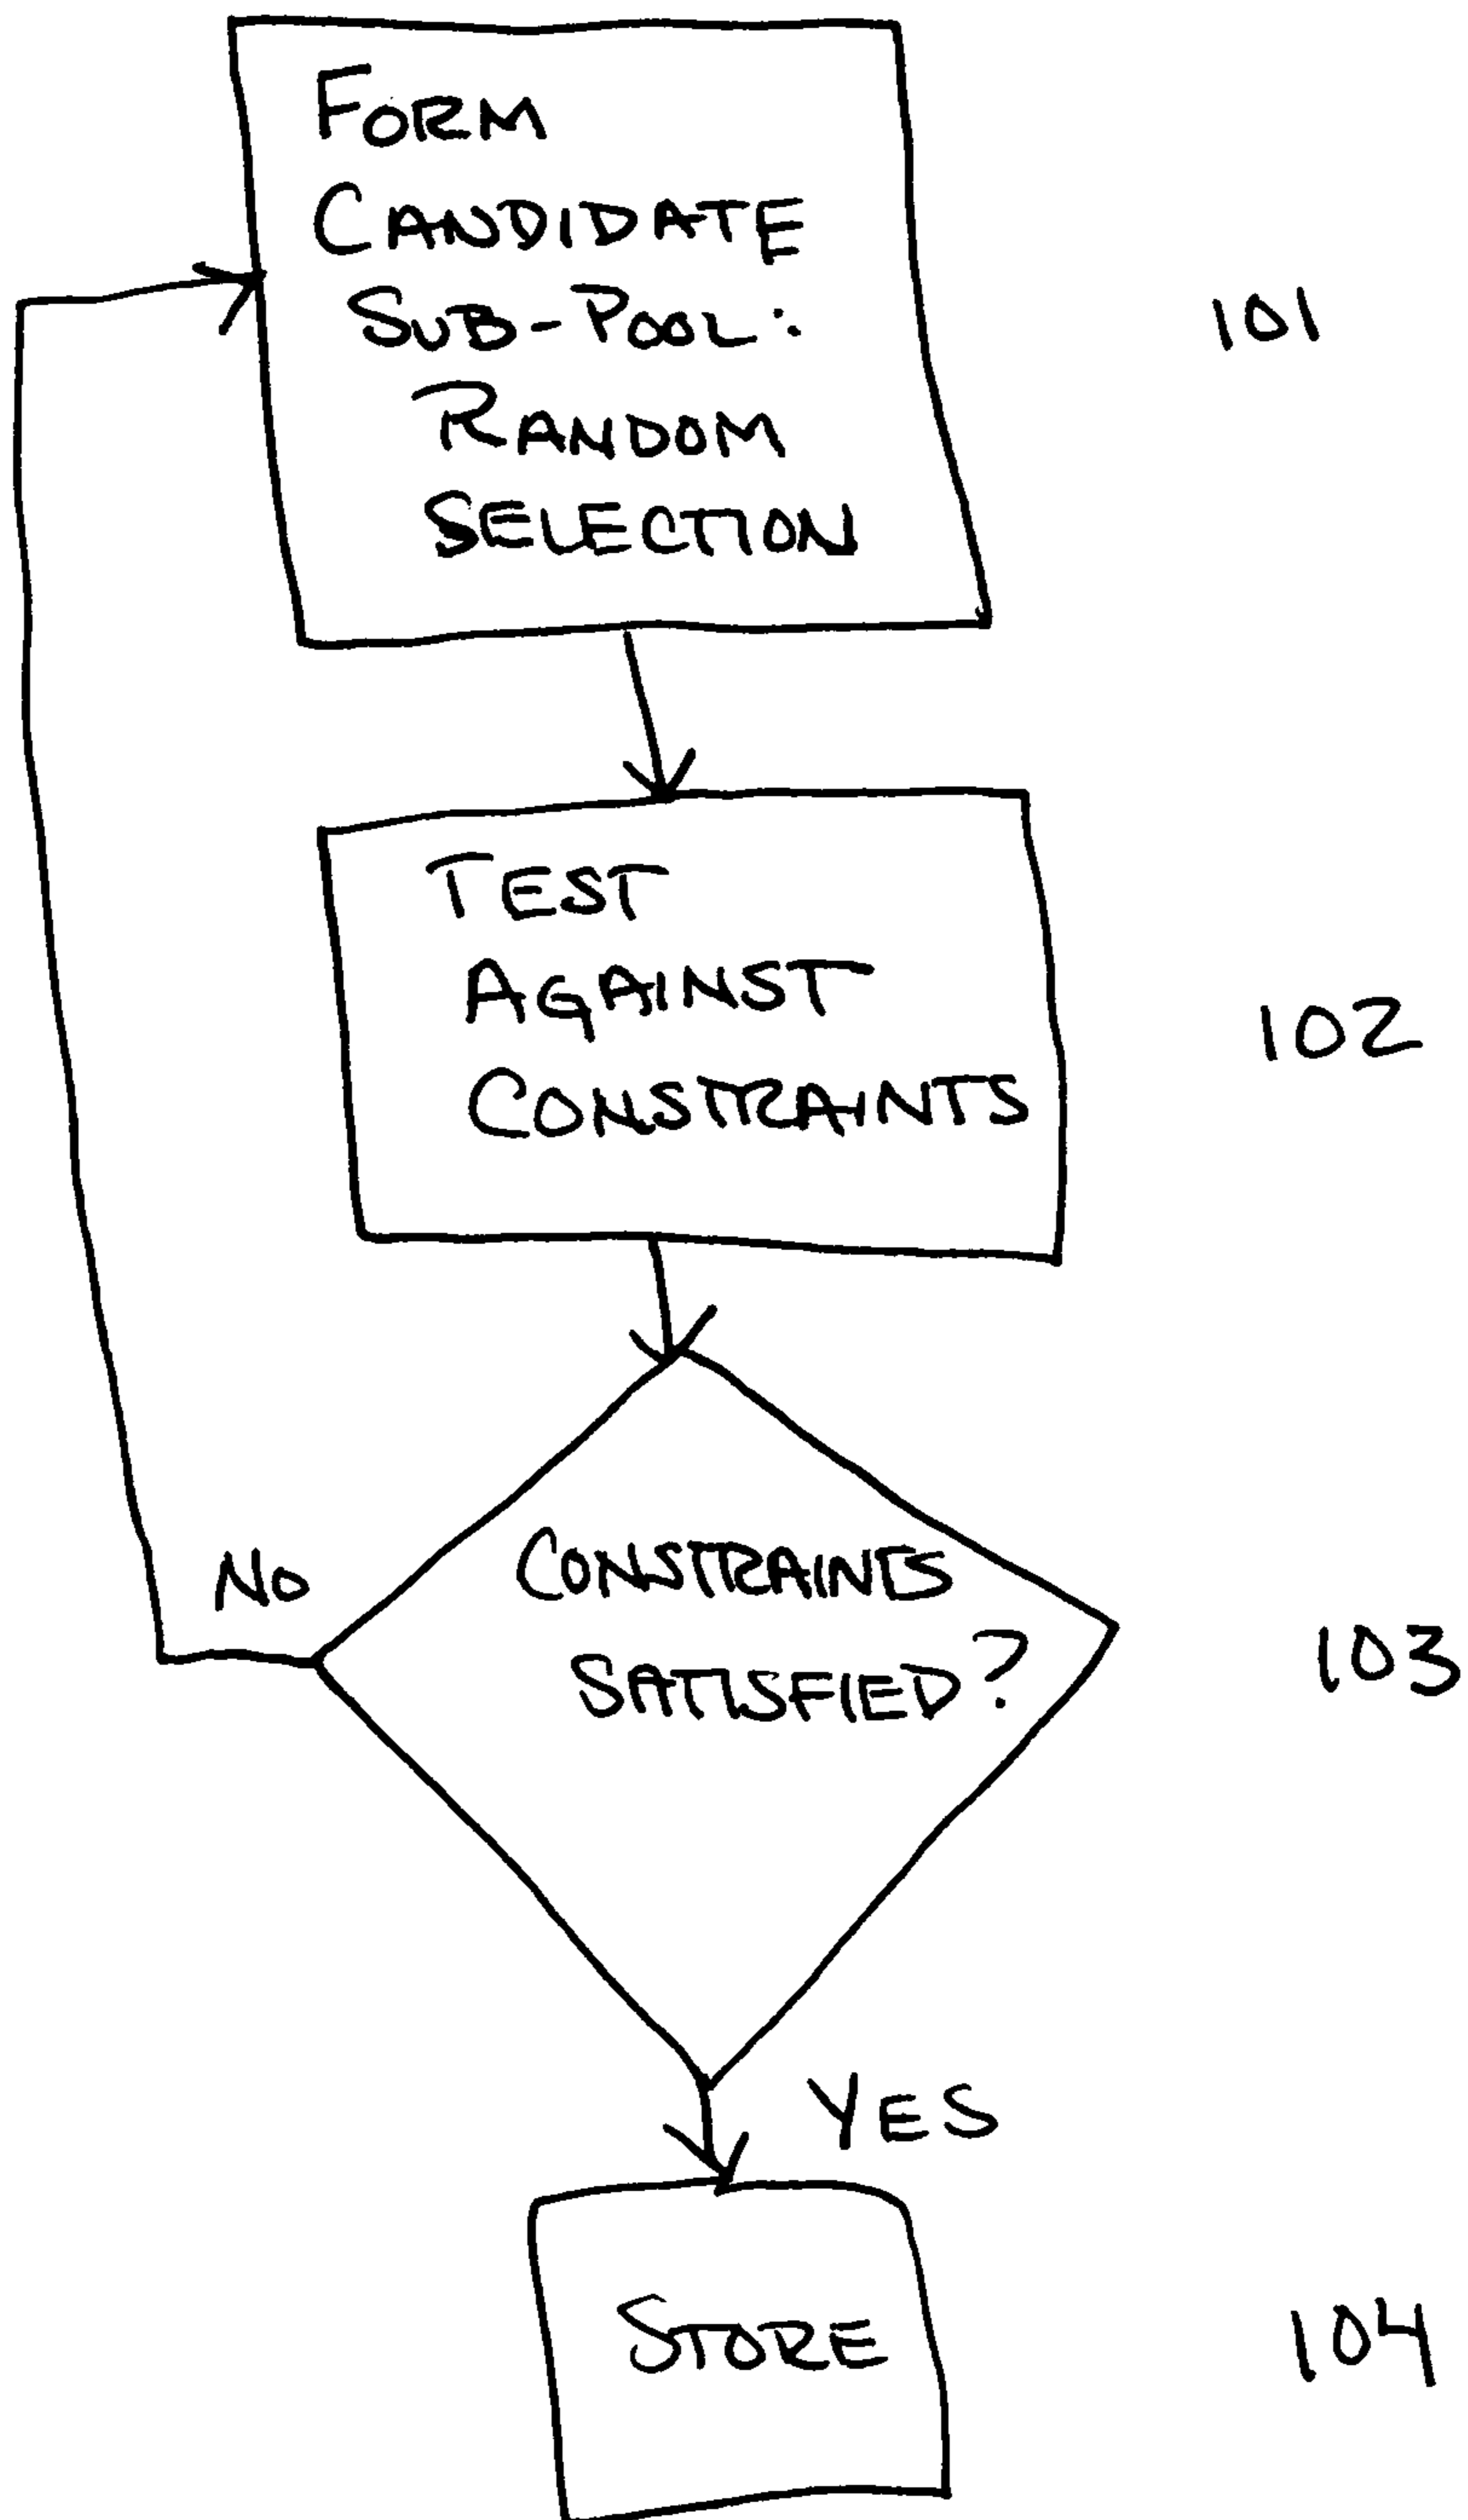 FORM
CANDIDATE
SUB-POOL:
RANDOM
SELECTION
101
TEST
AGAINST
CONSTRAINTS
102
No
CONSTRAINTS
SATISFIED?
103
YES
STORE
104